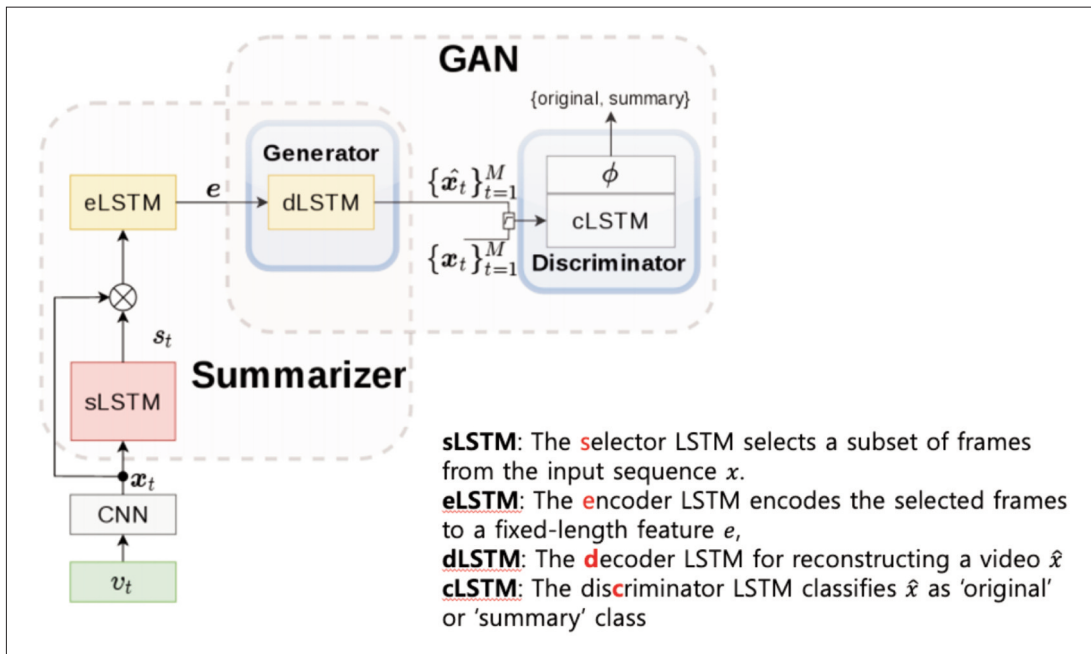 GAN
{original, summary}
Generator
ϕ
eLSTM
e
dLSTM
{x̂_t}_{t=1}^M
cLSTM
{x_t}_{t=1}^M
Discriminator
⊗
s_t
Summarizer
sLSTM
x_t
CNN
v_t
sLSTM: The selector LSTM selects a subset of frames
from the input sequence x.
eLSTM: The encoder LSTM encodes the selected frames
to a fixed-length feature e,
dLSTM: The decoder LSTM for reconstructing a video x̂
cLSTM: The discriminator LSTM classifies x̂ as ‘original’
or ‘summary’ class